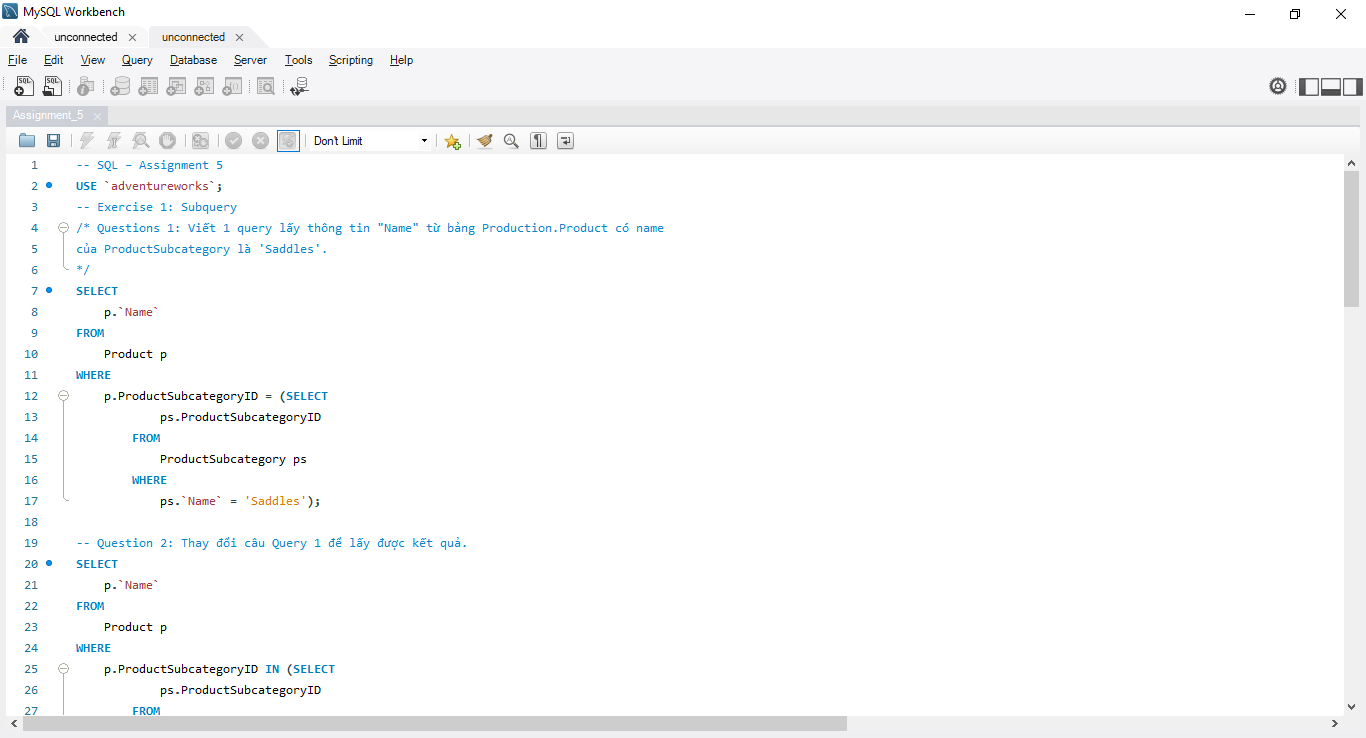 MySQL Workbench
unconnected
unconnected
File Edit View Query Database Server Tools Scripting Help
SQL SQL
Assignment_5
Don't Limit
1 -- SQL – Assignment 5
2 USE `adventureworks`;
3 -- Exercise 1: Subquery
4 /* Questions 1: Viết 1 query lấy thông tin "Name" từ bảng Production.Product có name
5 của ProductSubcategory là 'Saddles'.
6 */
7 SELECT
8 p.`Name`
9 FROM
10 Product p
11 WHERE
12 p.ProductSubcategoryID = (SELECT
13 ps.ProductSubcategoryID
14 FROM
15 ProductSubcategory ps
16 WHERE
17 ps.`Name` = 'Saddles');
18
19 -- Question 2: Thay đổi câu Query 1 để lấy được kết quả.
20 SELECT
21 p.`Name`
22 FROM
23 Product p
24 WHERE
25 p.ProductSubcategoryID IN (SELECT
26 ps.ProductSubcategoryID
27 FROM